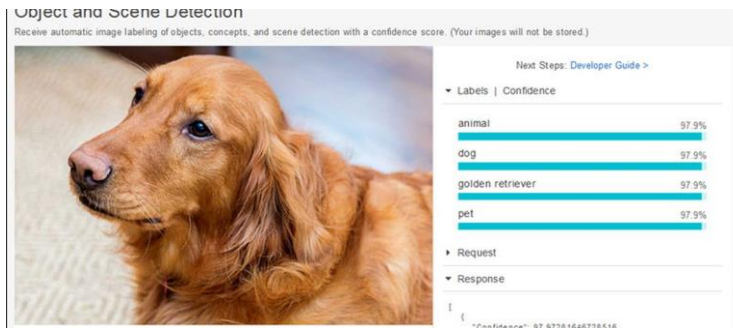 Object and Scene Detection
Receive automatic image labeling of objects, concepts, and scene detection with a confidence score. (Your images will not be stored.)
Next Steps: Developer Guide >
Labels | Confidence
animal 97.9%
dog 97.9%
golden retriever 97.9%
pet 97.9%
Request
Response
[
{
"Confidence": 97.97281646728516,